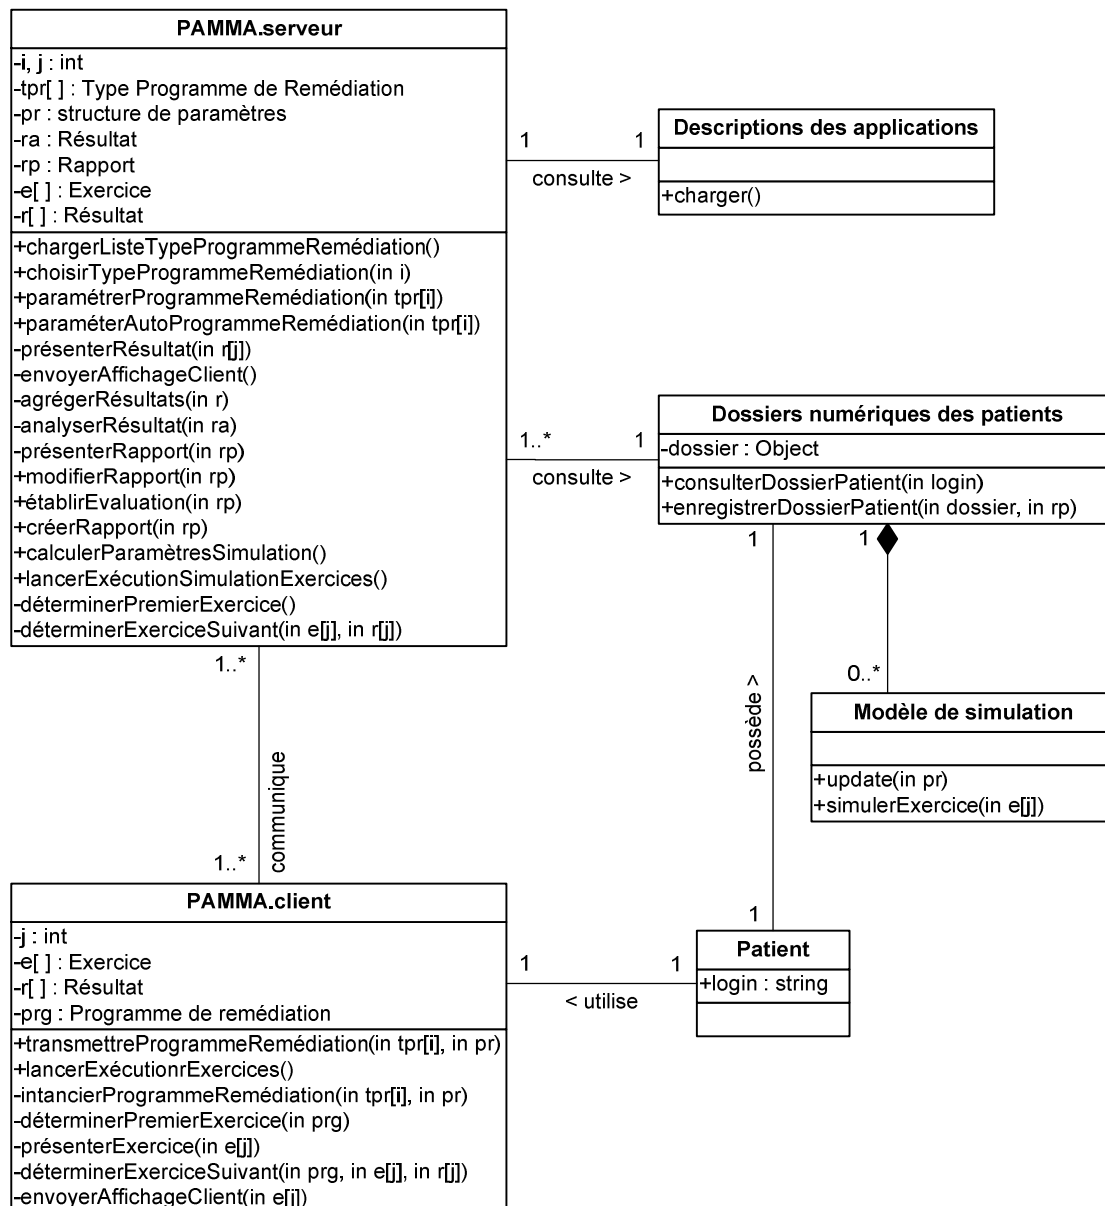 PAMMA.serveur
-i, j : int
-tpr[ ] : Type Programme de Remédiation
-pr : structure de paramètres
-ra : Résultat
-rp : Rapport
-e[ ] : Exercice
-r[ ] : Résultat
+chargerListeTypeProgrammeRemédiation()
+choisirTypeProgrammeRemédiation(in i)
+paramétrerProgrammeRemédiation(in tpr[i])
+paraméterAutoProgrammeRemédiation(in tpr[i])
-présenterRésultat(in r[j])
-envoyerAffichageClient()
-agrégerRésultats(in r)
-analyserRésultat(in ra)
-présenterRapport(in rp)
+modifierRapport(in rp)
+établirEvaluation(in rp)
+créerRapport(in rp)
+calculerParamètresSimulation()
+lancerExécutionSimulationExercices()
-déterminerPremierExercice()
-déterminerExerciceSuivant(in e[j], in r[j])
1 1
consulte >
Descriptions des applications
+charger()
1..* 1
consulte >
Dossiers numériques des patients
-dossier : Object
+consulterDossierPatient(in login)
+enregistrerDossierPatient(in dossier, in rp)
1 1
possède >
0..*
Modèle de simulation
+update(in pr)
+simulerExercice(in e[j])
1..*
communique
1..*
1
PAMMA.client
-j : int
-e[ ] : Exercice
-r[ ] : Résultat
-prg : Programme de remédiation
+transmettreProgrammeRemédiation(in tpr[i], in pr)
+lancerExécutionrExercices()
-intancierProgrammeRemédiation(in tpr[i], in pr)
-déterminerPremierExercice(in prg)
-présenterExercice(in e[j])
-déterminerExerciceSuivant(in prg, in e[j], in r[j])
-envoyerAffichageClient(in e[j])
1 1
< utilise
Patient
+login : string